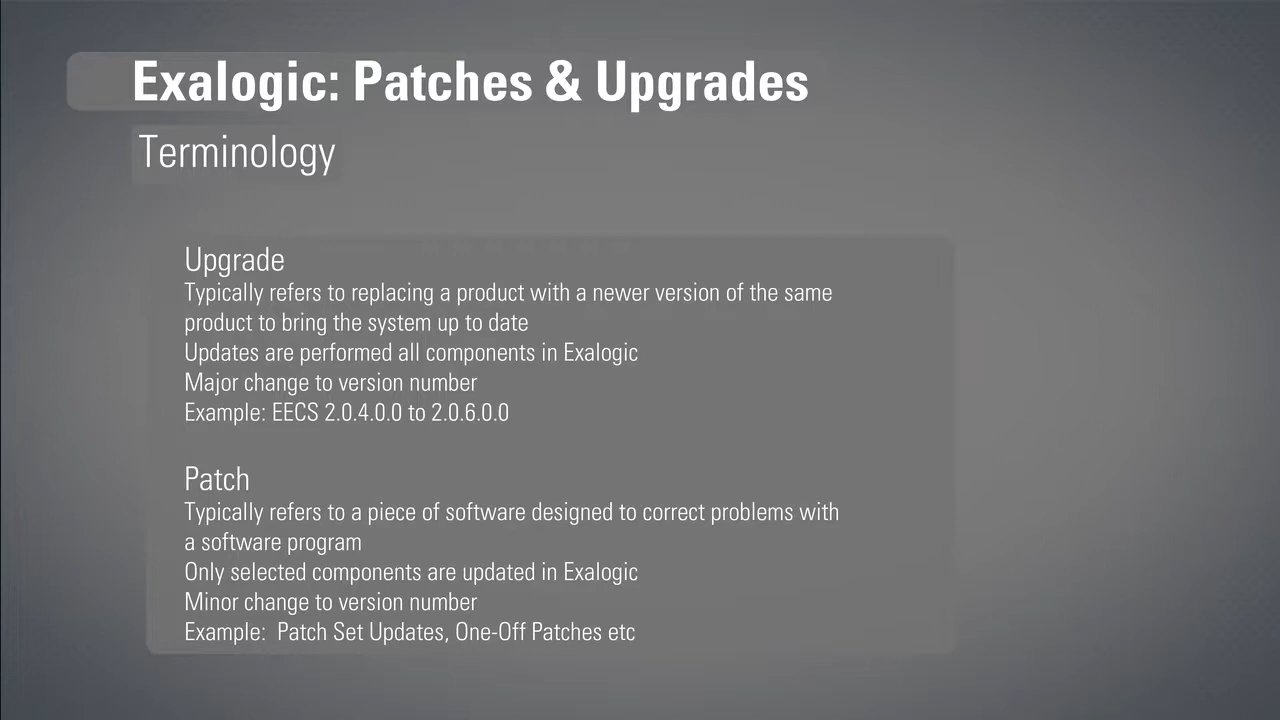 Exalogic: Patches & Upgrades
Terminology
Upgrade
Typically refers to replacing a product with a newer version of the same
product to bring the system up to date
Updates are performed all components in Exalogic
Major change to version number
Example: EECS 2.0.4.0.0 to 2.0.6.0.0
Patch
Typically refers to a piece of software designed to correct problems with
a software program
Only selected components are updated in Exalogic
Minor change to version number
Example:  Patch Set Updates, One-Off Patches etc